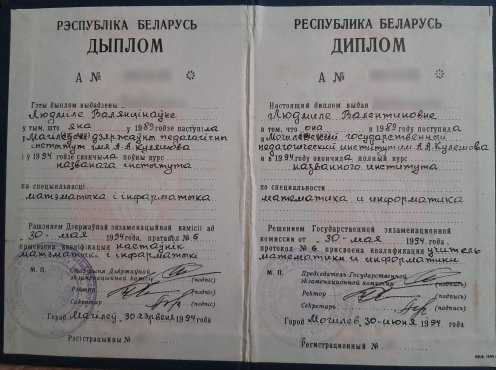 РЭСПУБЛІКА БЕЛАРУСЬ
ДЫПЛОМ
А №
Гэты дыплом выдадзены
Людміле Валянцінаўне
у тым, што яна у 1989 годзе паступіла
у Магілёўскі дзяржаўны педагагічны
інстытут імя А.А.Куляшова
і ў 1994 годзе скончыла поўны курс
названага інстытута
па спецыяльнасці
матэматыка і інфарматыка
Рашэннем Дзяржаўнай экзаменацыйнай камісіі ад
30 мая 1994 года, пратакол № 6
прысвоена кваліфікацыя настаўнік
матэматыкі і інфарматыкі
М. П.
Старшыня Дзяржаўнай
экзаменацыйнай камісіі (подпіс)
Рэктар (подпіс)
Сакратар (подпіс)
Горад Магілёў, 30 чэрвеня 1994 года
Рэгістрацыйны №
РЕСПУБЛИКА БЕЛАРУСЬ
ДИПЛОМ
А №
Настоящий диплом выдан
Людмиле Валентиновне
в том, что она в 1989 году поступила
в Могилевский государственный
педагогический институт им. А.А.Кулешова
и в 1994 году окончила полный курс
названного института
по специальности
математика и информатика
Решением Государственной экзаменационной
комиссии от „30“ мая 1994 года,
протокол № 6 присвоена квалификация учитель
математики и информатики
М. П.
Председатель Государственной
экзаменационной комиссии (подпись)
Ректор (подпись)
Секретарь (подпись)
Город Могилев, 30 июня 1994
Регистрационный №